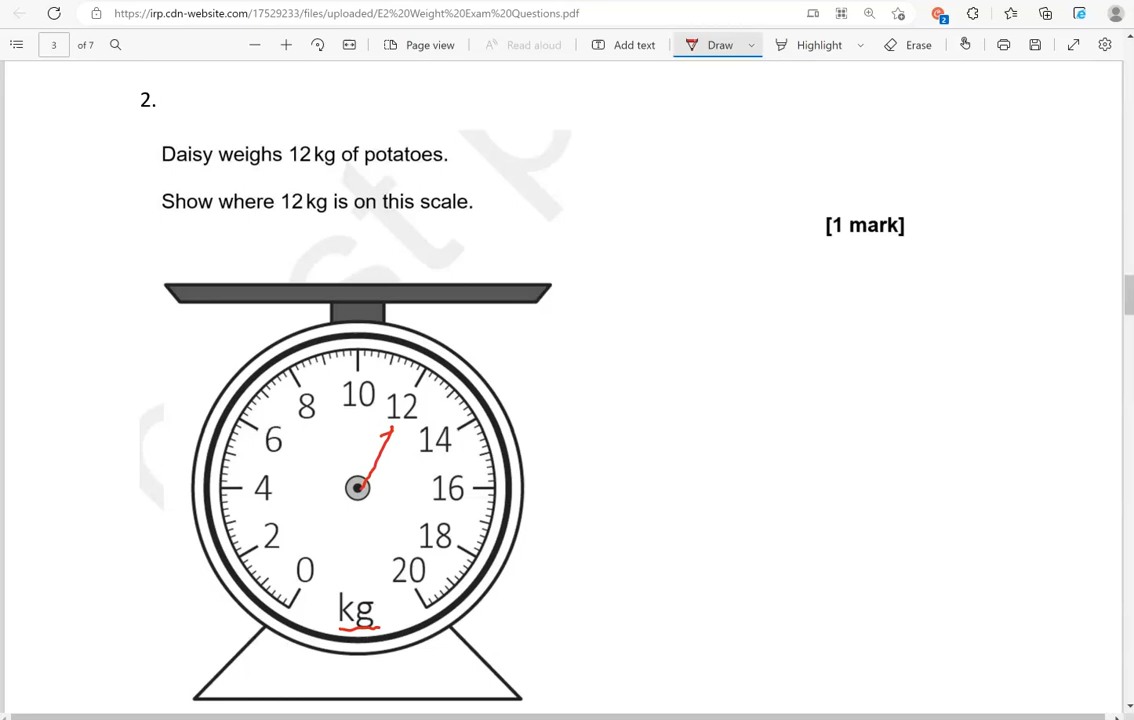 https://irp.cdn-website.com/17529233/files/uploaded/E2%20Weight%20Exam%20Questions.pdf
2
3 of 7 Page view Read aloud Add text Draw Highlight Erase
2.
Daisy weighs 12 kg of potatoes.
Show where 12 kg is on this scale.
[1 mark]
10
8 12
6 14
4 16
2 18
0 20
kg